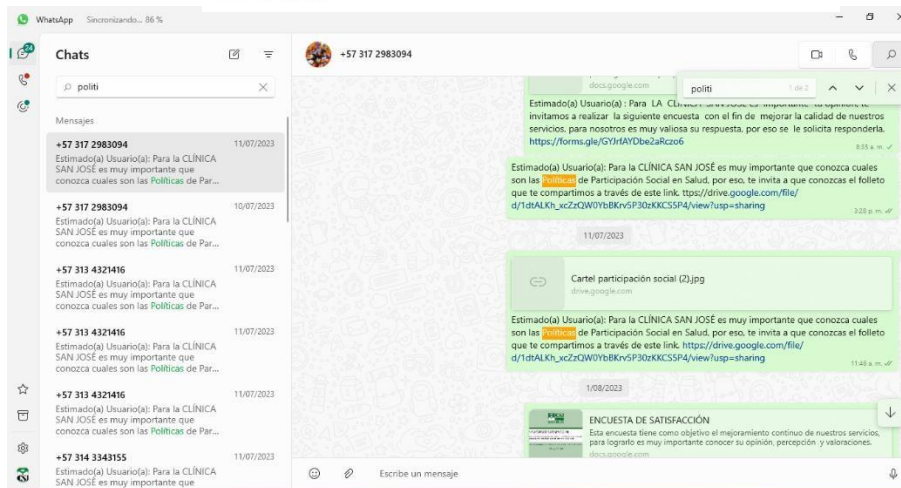 WhatsApp Sincronizando... 86 %
24
Chats
politi
Mensajes
+57 317 2983094 11/07/2023
Estimado(a) Usuario(a): Para la CLÍNICA
SAN JOSÉ es muy importante que
conozca cuales son las Políticas de Par...
+57 317 2983094 10/07/2023
Estimado(a) Usuario(a): Para la CLÍNICA
SAN JOSÉ es muy importante que
conozca cuales son las Políticas de Par...
+57 313 4321416 11/07/2023
Estimado(a) Usuario(a): Para la CLÍNICA
SAN JOSÉ es muy importante que
conozca cuales son las Políticas de Par...
+57 313 4321416 11/07/2023
Estimado(a) Usuario(a): Para la CLÍNICA
SAN JOSÉ es muy importante que
conozca cuales son las Políticas de Par...
+57 313 4321416 11/07/2023
Estimado(a) Usuario(a): Para la CLÍNICA
SAN JOSÉ es muy importante que
conozca cuales son las Políticas de Par...
+57 314 3343155 11/07/2023
Estimado(a) Usuario(a): Para la CLÍNICA
SAN JOSÉ es muy importante que
+57 317 2983094
politi 1 de 2
docs.google.com
Estimado(a) Usuario(a) : Para LA
invitamos a realizar la siguiente encuesta con el fin de mejorar la calidad de nuestros
servicios, para nosotros es muy valiosa su respuesta, por eso se le solicita responderla.
https://forms.gle/GYJrfAYDbe2aRczo6
8:35 a. m.
Estimado(a) Usuario(a): Para la CLÍNICA SAN JOSÉ es muy importante que conozca cuales
son las Políticas de Participación Social en Salud, por eso, te invita a que conozcas el folleto
que te compartimos a través de este link. ttps://drive.google.com/file/
d/1dtALKh_xcZzQW0YbBKrv5P30zKKCS5P4/view?usp=sharing
3:28 p. m.
11/07/2023
Cartel participación social (2).jpg
drive.google.com
Estimado(a) Usuario(a): Para la CLÍNICA SAN JOSÉ es muy importante que conozca cuales
son las Políticas de Participación Social en Salud, por eso, te invita a que conozcas el folleto
que te compartimos a través de este link. https://drive.google.com/file/
d/1dtALKh_xcZzQW0YbBKrv5P30zKKCS5P4/view?usp=sharing
11:46 a. m.
1/08/2023
ENCUESTA DE SATISFACCIÓN
Esta encuesta tiene como objetivo el mejoramiento continuo de nuestros servicios,
para lograrlo es muy importante conocer su opinión, percepción y valoraciones.
docs.google.com
Escribe un mensaje